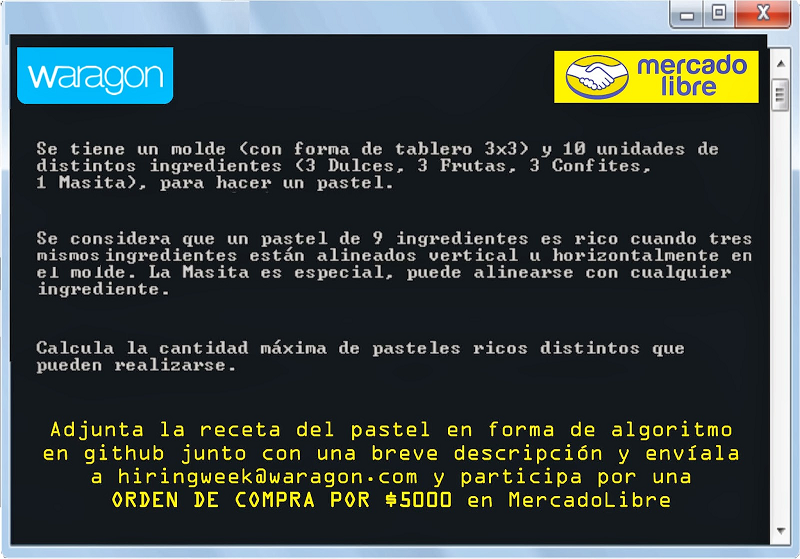 waragon
mercado
libre
Se tiene un molde (con forma de tablero 3x3) y 10 unidades de
distintos ingredientes (3 Dulces, 3 Frutas, 3 Confites,
1 Masita), para hacer un pastel.
Se considera que un pastel de 9 ingredientes es rico cuando tres
mismos ingredientes están alineados vertical u horizontalmente en
el molde. La Masita es especial, puede alinearse con cualquier
ingrediente.
Calcula la cantidad máxima de pasteles ricos distintos que
pueden realizarse.
Adjunta la receta del pastel en forma de algoritmo
en github junto con una breve descripción y envíala
a hiringweek@waragon.com y participa por una
ORDEN DE COMPRA POR $5000 en MercadoLibre